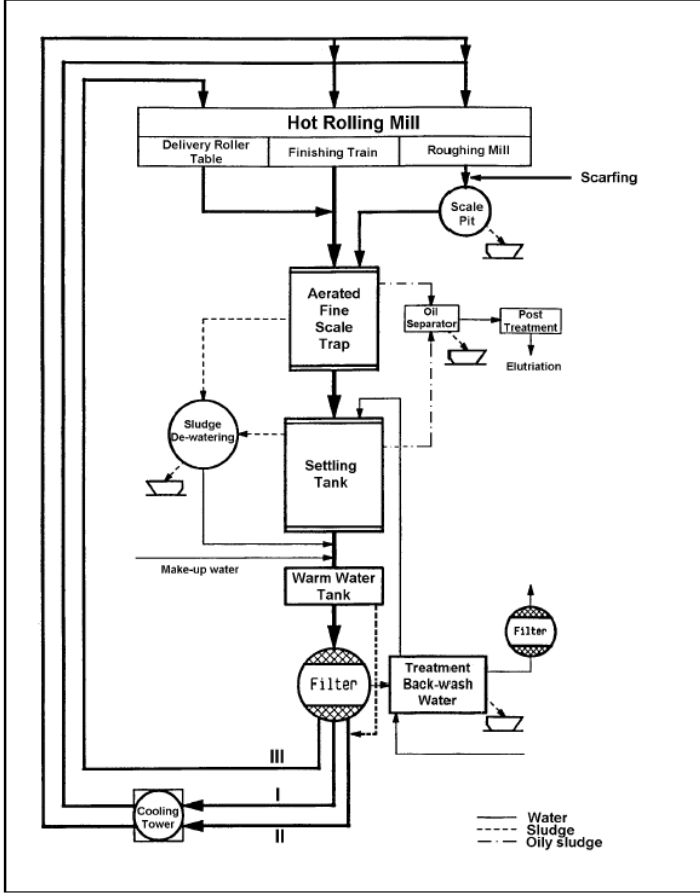 Hot Rolling Mill
Delivery Roller
Table
Finishing Train
Roughing Mill
Scarfing
Scale
Pit
Aerated
Fine
Scale
Trap
Oil
Separator
Post
Treatment
Elutriation
Sludge
De-watering
Settling
Tank
Make-up water
Warm Water
Tank
Filter
Filter
Treatment
Back-wash
Water
III
I
II
Cooling
Tower
Water
Sludge
Oily sludge